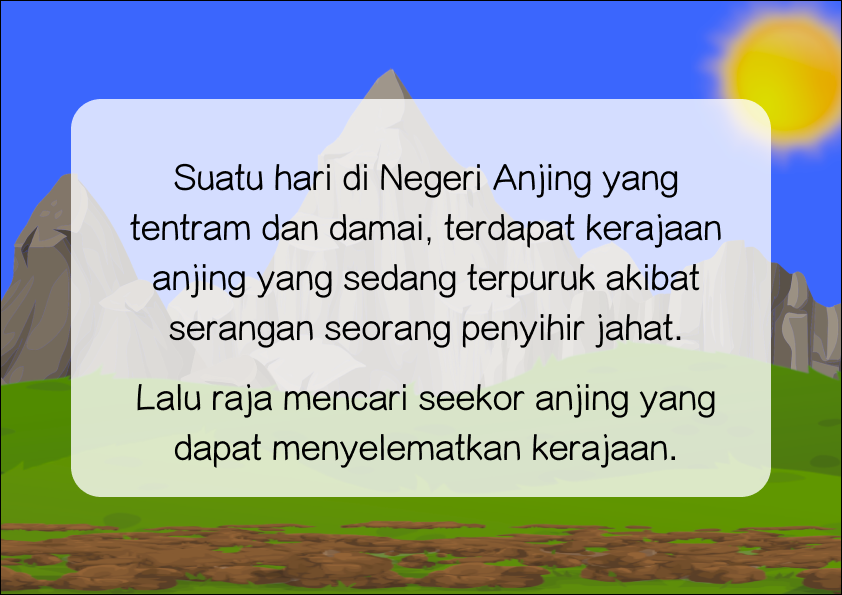 Suatu hari di Negeri Anjing yang
tentram dan damai, terdapat kerajaan
anjing yang sedang terpuruk akibat
serangan seorang penyihir jahat.
Lalu raja mencari seekor anjing yang
dapat menyelematkan kerajaan.